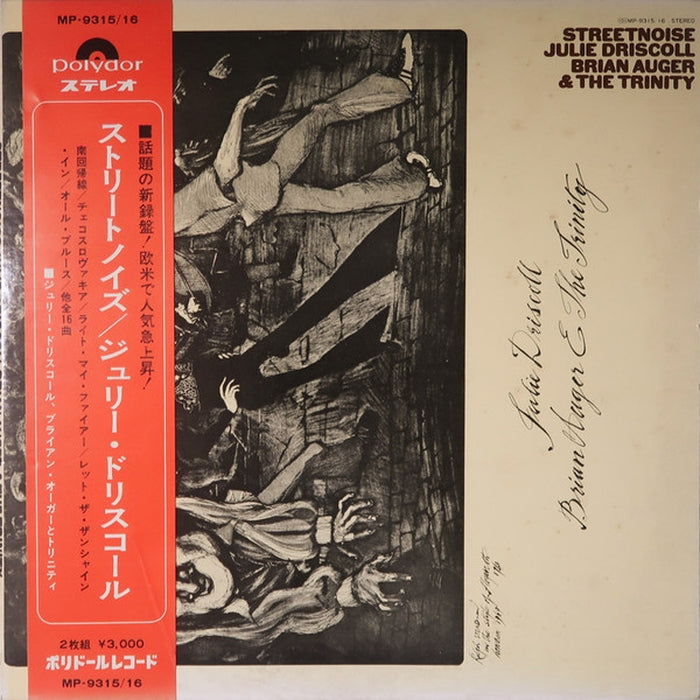 MP-9315/16
polydor
ステレオ
■話題の新録盤!欧米で人気急上昇!
ストリートノイズ/ジュリー・ドリスコール
南回帰線/チェコスロヴァキア/ライト・マイ・ファイアー/レット・ザ・サンシャイン
・イン/オール・ブルース/他全16曲
■ジュリー・ドリスコール、ブライアン・オーガーとトリニティ
2枚組 ¥3,000
ポリドールレコード
MP-9315/16
MP-9315/16 STEREO
STREETNOISE
JULIE DRISCOLL
BRIAN AUGER
& THE TRINITY
Julie Driscoll
Brian Auger & The Trinity